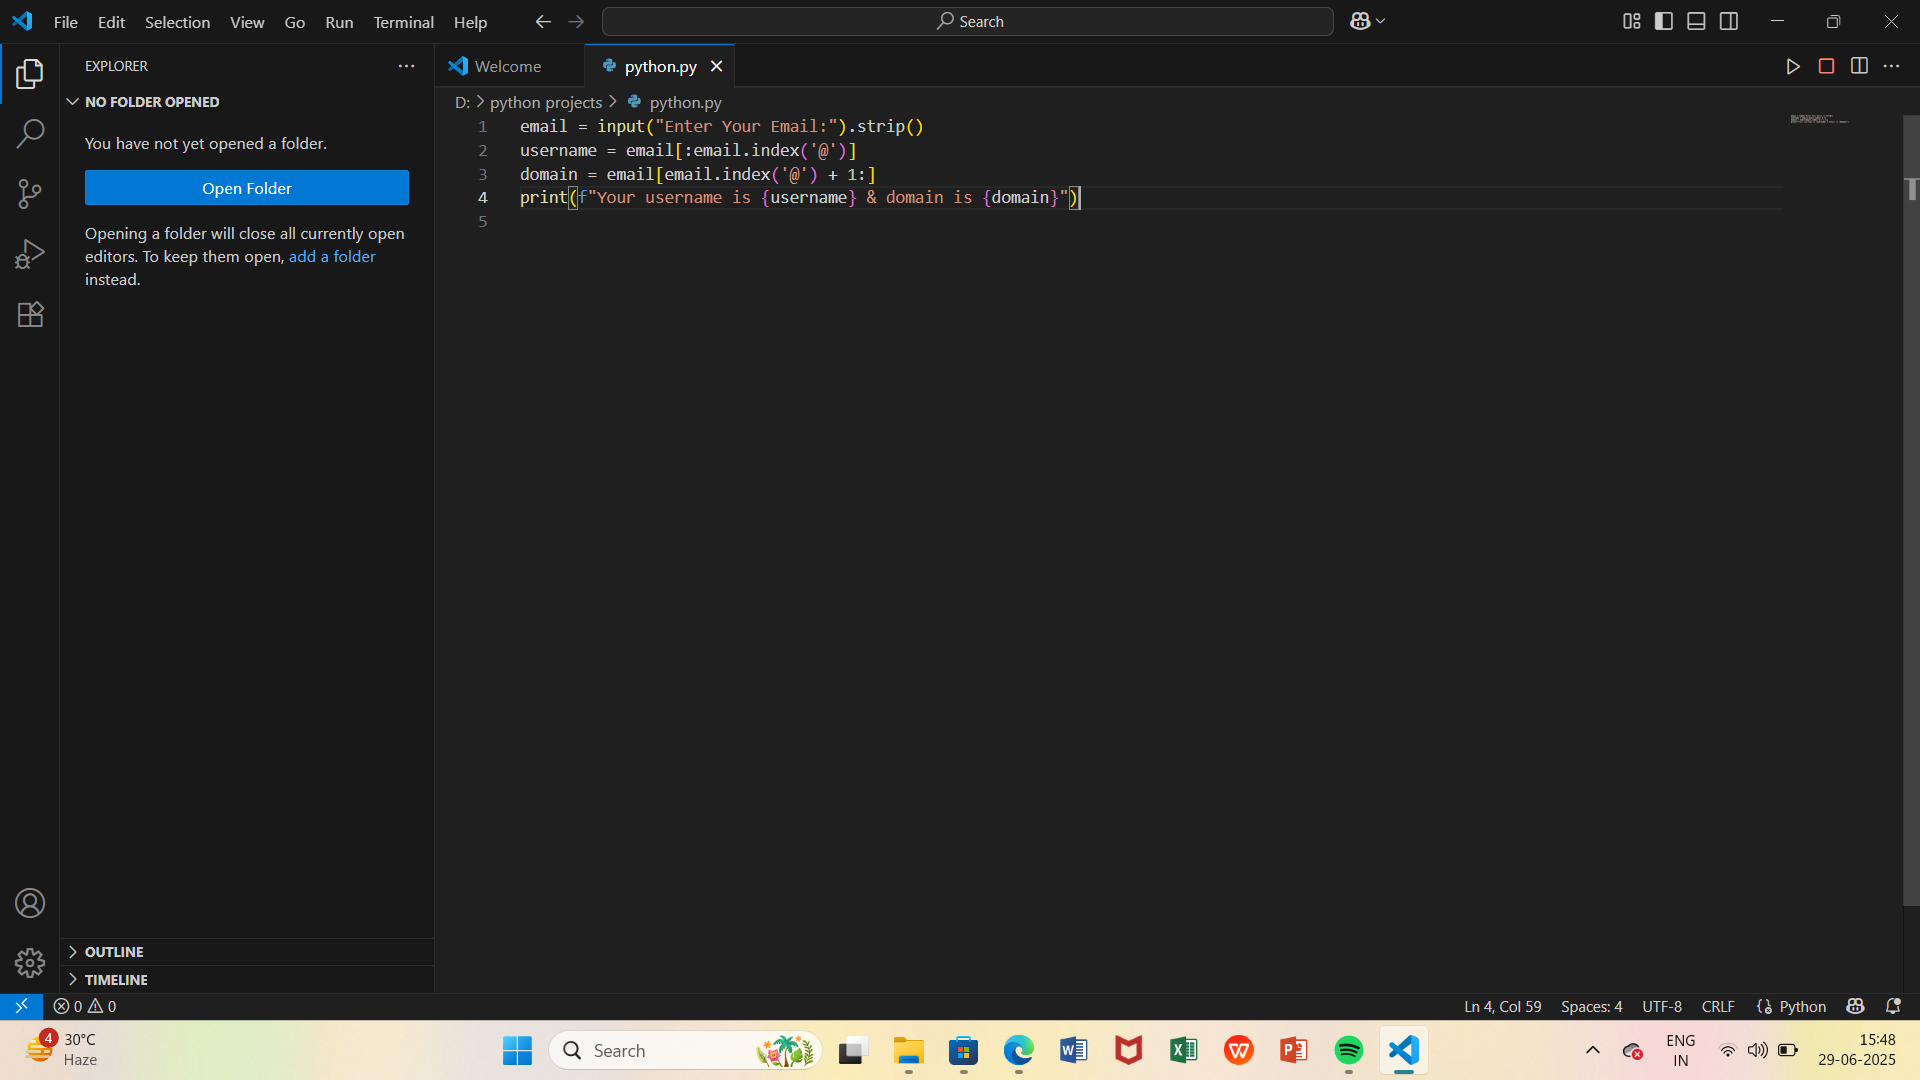 File Edit Selection View Go Run Terminal Help
Search
EXPLORER
NO FOLDER OPENED
You have not yet opened a folder.
Open Folder
Opening a folder will close all currently open
editors. To keep them open, add a folder
instead.
OUTLINE
TIMELINE
Welcome
python.py
D: > python projects > python.py
1 email = input("Enter Your Email:").strip()
2 username = email[:email.index('@')]
3 domain = email[email.index('@') + 1:]
4 print(f"Your username is {username} & domain is {domain}")
5
0 0
Ln 4, Col 59 Spaces: 4 UTF-8 CRLF Python
4
30°C
Haze
Search
ENG
IN
15:48
29-06-2025